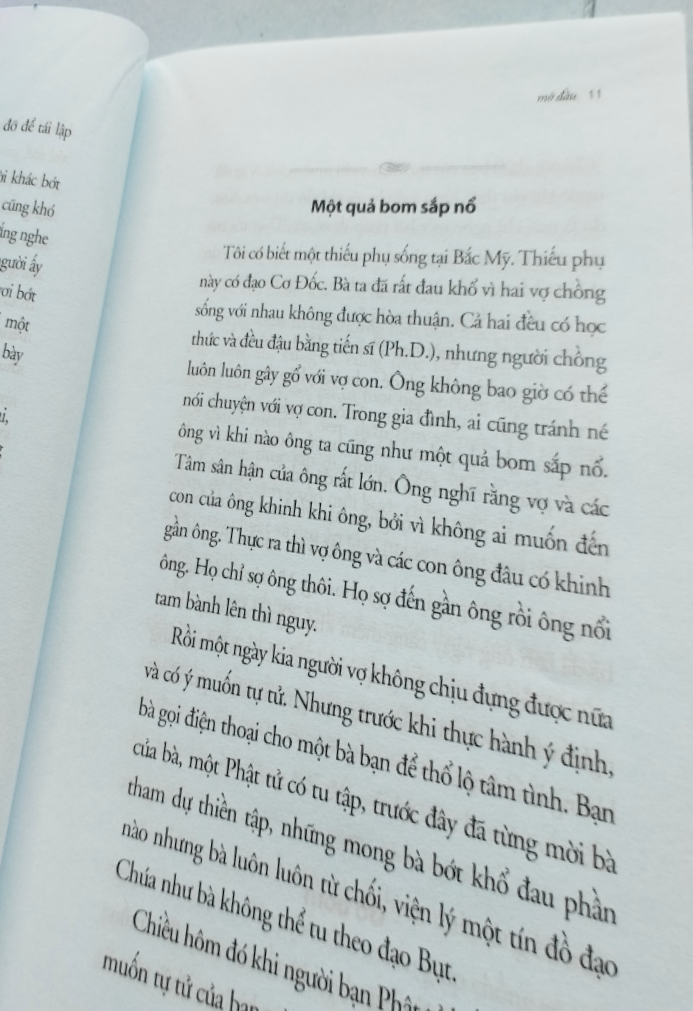 đỡ để tái lập
khác bớt
cũng khó
nghe
người ấy
bớt
một
bày
mở đầu 11
Một quả bom sắp nổ
Tôi có biết một thiếu phụ sống tại Bắc Mỹ. Thiếu phụ
này có đạo Cơ Đốc. Bà ta đã rất đau khổ vì hai vợ chồng
sống với nhau không được hòa thuận. Cả hai đều có học
thức và đều đậu bằng tiến sĩ (Ph.D.), nhưng người chồng
luôn luôn gây gổ với vợ con. Ông không bao giờ có thể
nói chuyện với vợ con. Trong gia đình, ai cũng tránh né
ông vì khi nào ông ta cũng như một quả bom sắp nổ.
Tâm sân hận của ông rất lớn. Ông nghĩ rằng vợ và các
con của ông khinh khi ông, bởi vì không ai muốn đến
gần ông. Thực ra thì vợ ông và các con ông đâu có khinh
ông. Họ chỉ sợ ông thôi. Họ sợ đến gần ông rồi ông nổi
tam bành lên thì nguy.
Rồi một ngày kia người vợ không chịu đựng được nữa
và có ý muốn tự tử. Nhưng trước khi thực hành ý định,
bà gọi điện thoại cho một bà bạn để thổ lộ tâm tình. Bạn
của bà, một Phật tử có tu tập, trước đây đã từng mời bà
tham dự thiền tập, những mong bà bớt khổ đau phần
nào nhưng bà luôn luôn từ chối, viện lý một tín đồ đạo
Chúa như bà không thể tu theo đạo Bụt.
Chiều hôm đó khi người bạn
muốn tự tử của